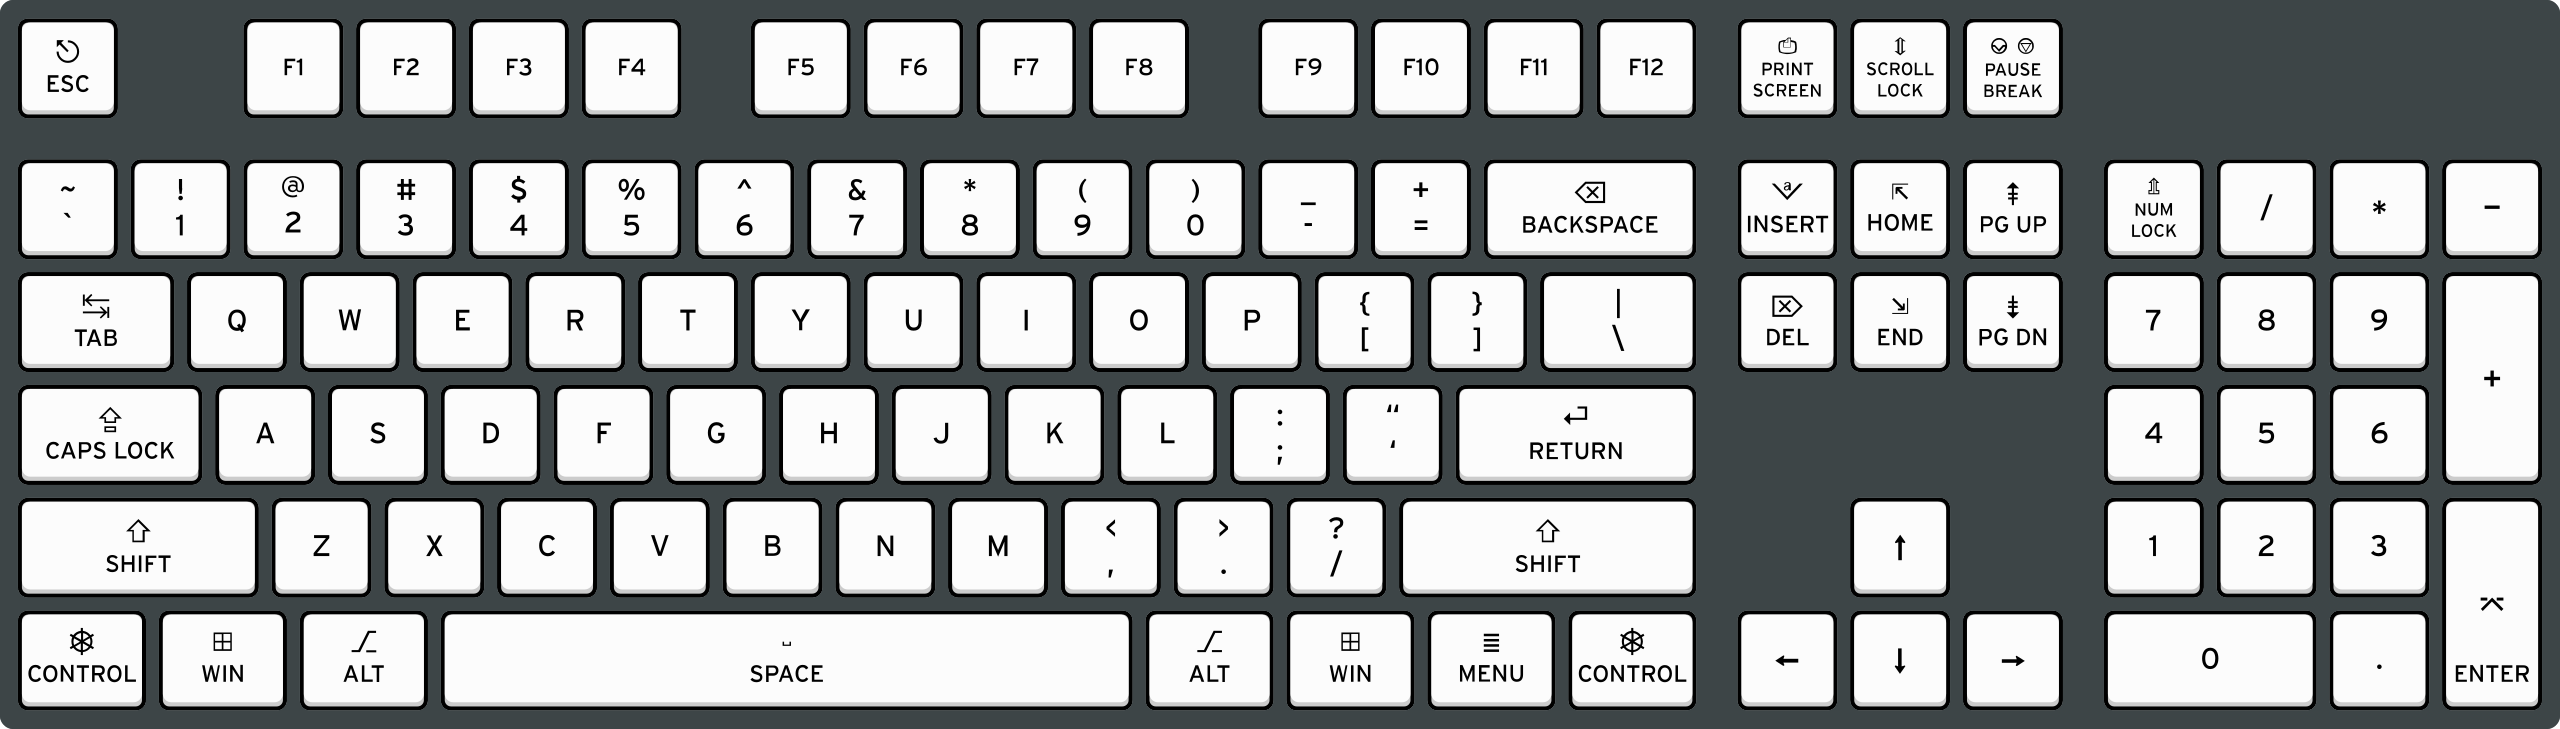 ESC F1 F2 F3 F4 F5 F6 F7 F8 F9 F10 F11 F12 PRINT SCREEN SCROLL LOCK PAUSE BREAK
~ ` ! 1 @ 2 # 3 $ 4 % 5 ^ 6 & 7 * 8 ( 9 ) 0 _ - + = BACKSPACE a INSERT HOME PG UP NUM LOCK / * −
TAB Q W E R T Y U I O P { [ } ] | \ DEL END PG DN 7 8 9 +
CAPS LOCK A S D F G H J K L : ; “ ‘ RETURN 4 5 6
SHIFT Z X C V B N M < , > . ? / SHIFT ↑ 1 2 3 ENTER
CONTROL WIN ALT SPACE ALT WIN MENU CONTROL ← ↓ → 0 .